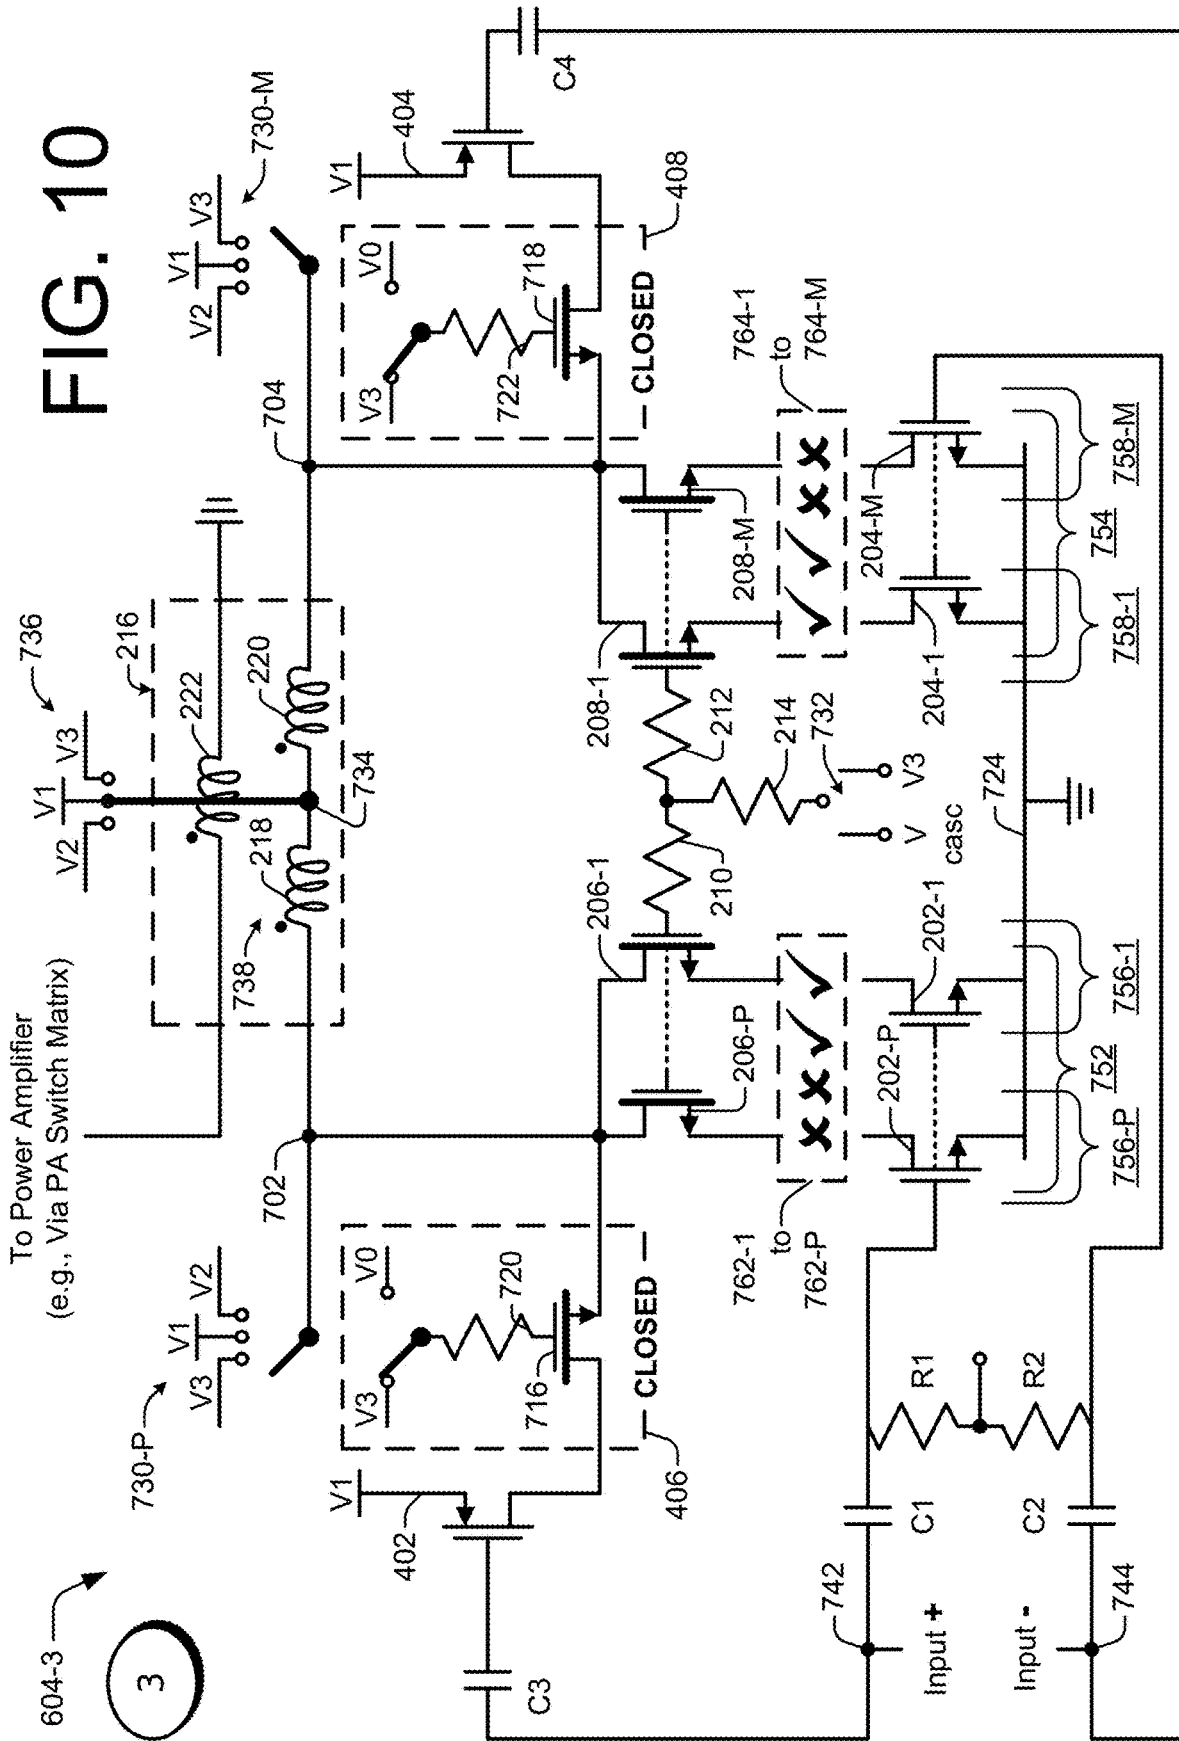 FIG. 10
604-3
3
To Power Amplifier
(e.g., Via PA Switch Matrix)
736
V2
V1
V3
216
222
218
220
738
734
730-P
V3
V1
V2
702
704
730-M
V2
V1
V3
V1
402
406
V3
V0
716
720
CLOSED
V3
V0
722
718
CLOSED
408
V1
404
C3
C4
206-1
206-P
208-1
208-M
210
212
214
732
V casc
V3
762-1
to
762-P
764-1
to
764-M
202-P
202-1
204-1
204-M
724
756-P
752
756-1
758-1
754
758-M
742
Input +
C1
R1
R2
C2
Input -
744